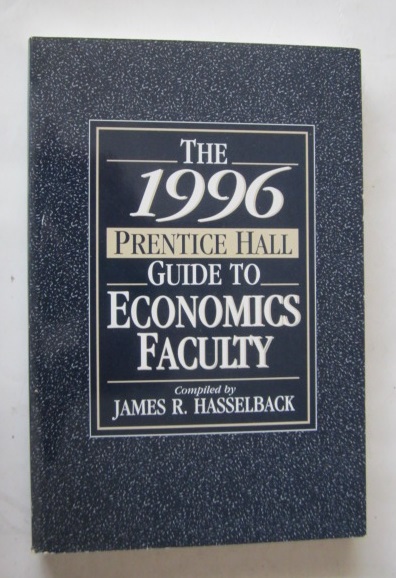 THE
1996
PRENTICE HALL
GUIDE TO
ECONOMICS
FACULTY
Compiled by
JAMES R. HASSELBACK